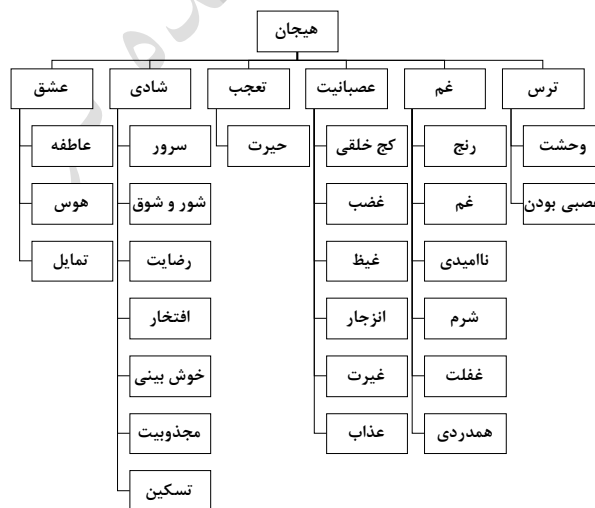 هیجان
ترس
غم
عصبانیت
تعجب
شادی
عشق
وحشت
رنج
کج خلقی
حیرت
سرور
عاطفه
عصبی بودن
غم
غضب
شور و شوق
هوس
ناامیدی
غیظ
رضایت
تمایل
شرم
انزجار
افتخار
غفلت
غیرت
خوش بینی
همدردی
عذاب
مجذوبیت
تسکین